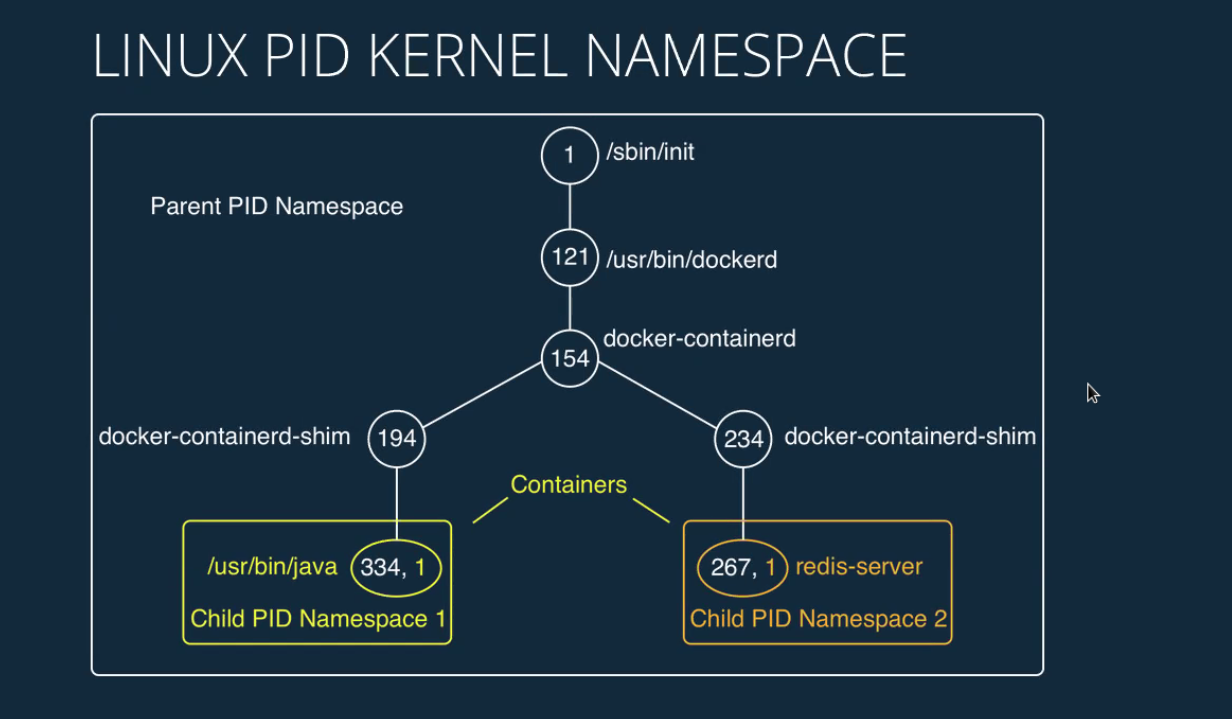 LINUX PID KERNEL NAMESPACE
1 /sbin/init
Parent PID Namespace
121 /usr/bin/dockerd
docker-containerd
154
docker-containerd-shim 194
234 docker-containerd-shim
Containers
/usr/bin/java 334, 1
Child PID Namespace 1
267, 1 redis-server
Child PID Namespace 2